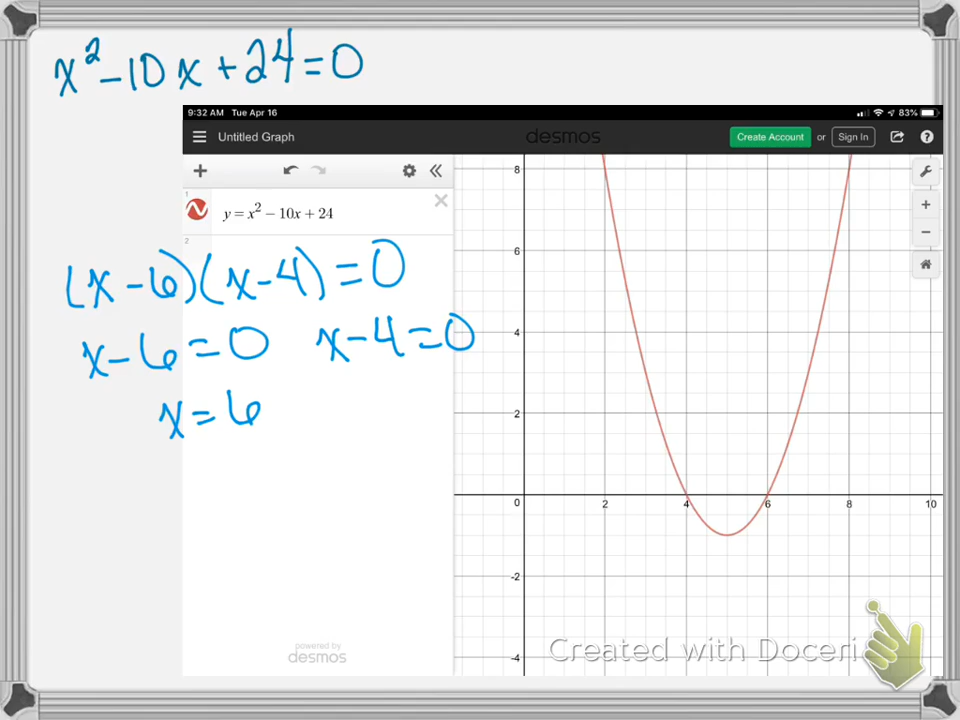 x² - 10x + 24 = 0
9:32 AM Tue Apr 16
83%
Untitled Graph
desmos
Create Account or Sign In
1
y = x² − 10x + 24
2
(x - 6)(x - 4) = 0
x - 6 = 0 x - 4 = 0
x = 6
8
6
4
2
0 2 4 6 8 10
-2
-4
powered by
desmos
Created with Doceri